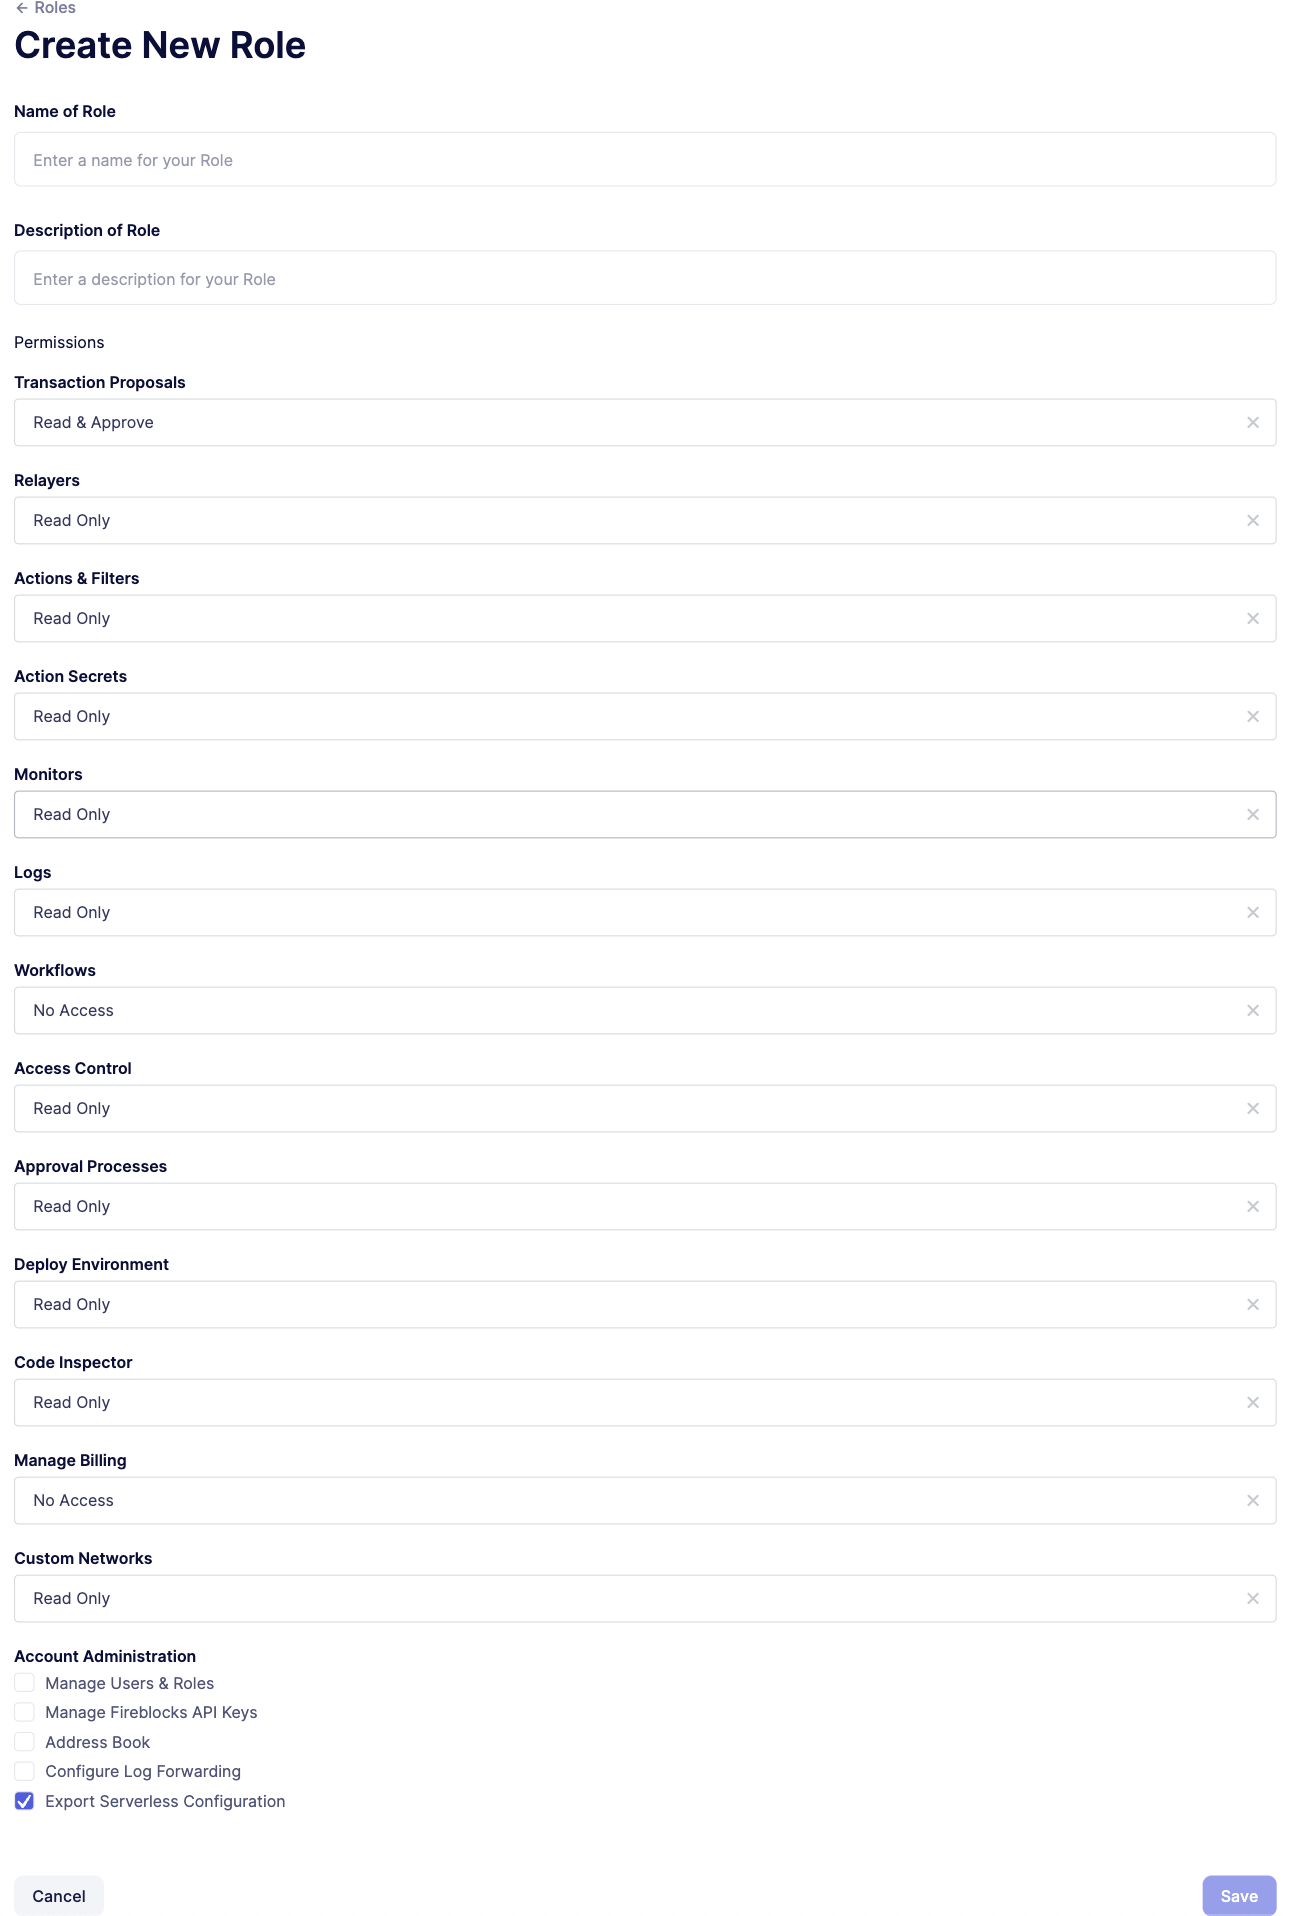 ← Roles
Create New Role
Name of Role
Enter a name for your Role
Description of Role
Enter a description for your Role
Permissions
Transaction Proposals
Read & Approve
Relayers
Read Only
Actions & Filters
Read Only
Action Secrets
Read Only
Monitors
Read Only
Logs
Read Only
Workflows
No Access
Access Control
Read Only
Approval Processes
Read Only
Deploy Environment
Read Only
Code Inspector
Read Only
Manage Billing
No Access
Custom Networks
Read Only
Account Administration
Manage Users & Roles
Manage Fireblocks API Keys
Address Book
Configure Log Forwarding
Export Serverless Configuration
Cancel
Save